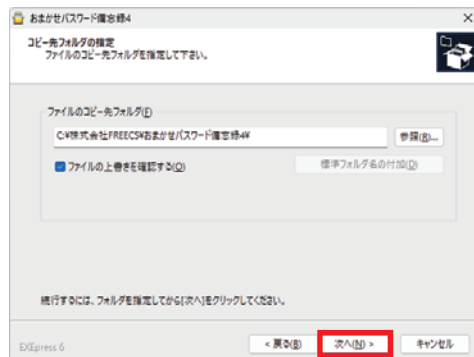 おまかせパスワード備忘録4
コピー先フォルダの指定
ファイルのコピー先フォルダを指定して下さい。
ファイルのコピー先フォルダ(F)
C:¥株式会社FREECS¥おまかせパスワード備忘録4¥
参照(R)...
ファイルの上書きを確認する(O)
標準フォルダ名の付加(D)
続行するには、フォルダを指定してから[次へ]をクリックしてください。
EXEpress 6
< 戻る(B)
次へ(N) >
キャンセル